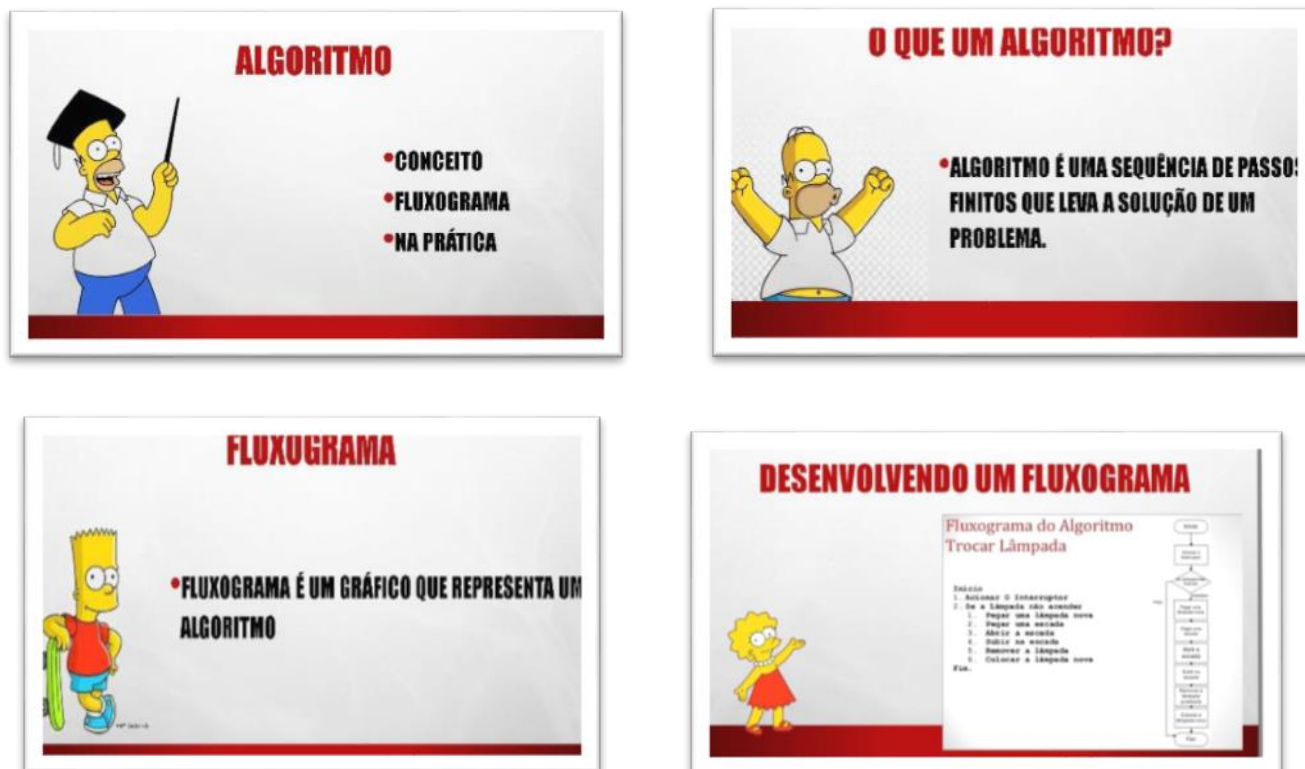 ALGORITMO
•CONCEITO
•FLUXOGRAMA
•NA PRÁTICA
O QUE UM ALGORITMO?
•ALGORITMO É UMA SEQUÊNCIA DE PASSOS
FINITOS QUE LEVA A SOLUÇÃO DE UM
PROBLEMA.
FLUXOGRAMA
•FLUXOGRAMA É UM GRÁFICO QUE REPRESENTA UM
ALGORITMO
DESENVOLVENDO UM FLUXOGRAMA
Fluxograma do Algoritmo
Trocar Lâmpada
Início
1. Acionar O Interruptor
2. Se a lâmpada não acender
1. Pegar uma lâmpada nova
2. Pegar uma escada
3. Abrir a escada
4. Subir na escada
5. Remover a lâmpada
6. Colocar a lâmpada nova
Fim.